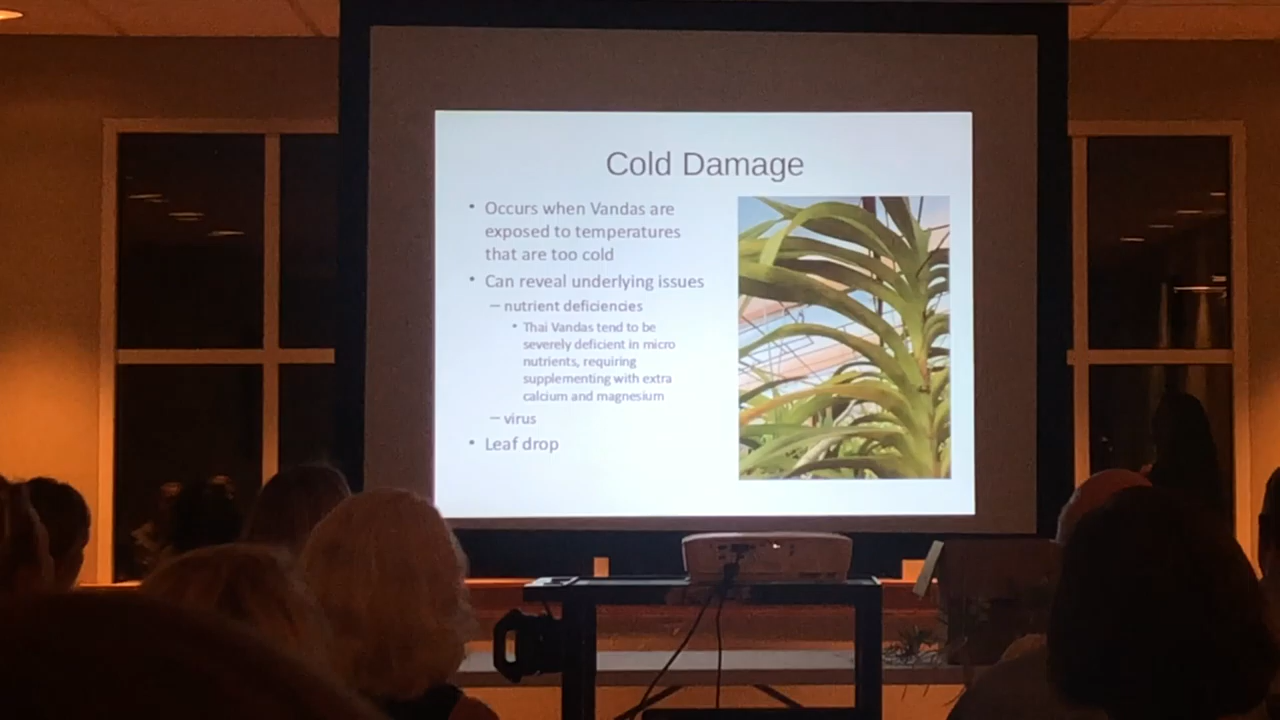 Cold Damage
• Occurs when Vandas are
exposed to temperatures
that are too cold
• Can reveal underlying issues
– nutrient deficiencies
• Thai Vandas tend to be
severely deficient in micro
nutrients, requiring
supplementing with extra
calcium and magnesium
– virus
• Leaf drop